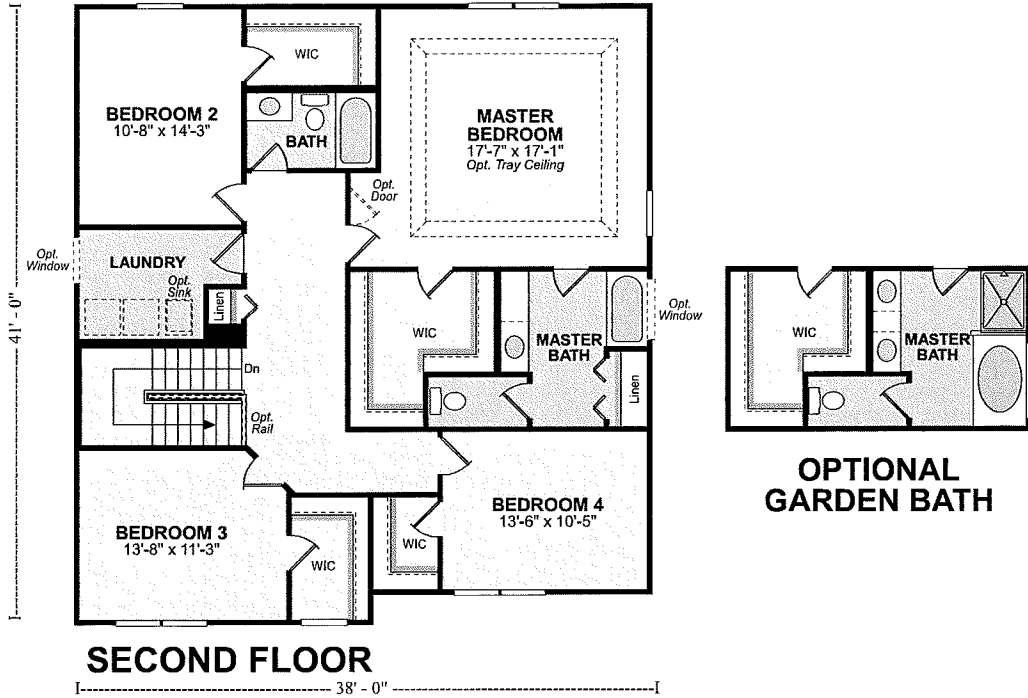 BEDROOM 2
10'-8" x 14'-3"
WIC
BATH
MASTER
BEDROOM
17'-7" x 17'-1"
Opt. Tray Ceiling
Opt.
Door
Opt.
Window
LAUNDRY
Opt.
Sink
Linen
41' - 0"
WIC
MASTER
BATH
Opt.
Window
Linen
Dn
Opt.
Rail
BEDROOM 3
13'-8" x 11'-3"
WIC
WIC
BEDROOM 4
13'-6" x 10'-5"
WIC
MASTER
BATH
OPTIONAL
GARDEN BATH
SECOND FLOOR
38' - 0"